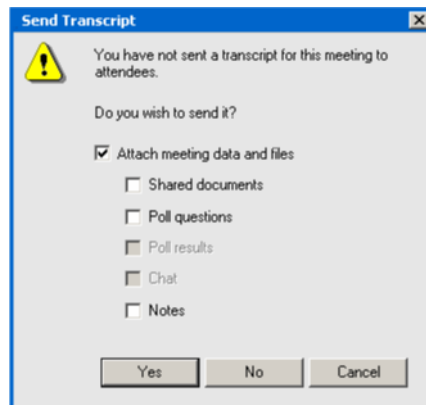 Send Transcript
You have not sent a transcript for this meeting to
attendees.
Do you wish to send it?
Attach meeting data and files
Shared documents
Poll questions
Poll results
Chat
Notes
Yes No Cancel